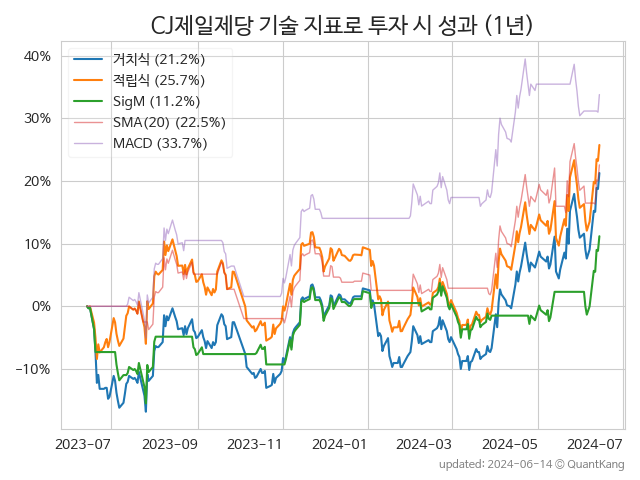 CJ제일제당 기술 지표로 투자 시 성과 (1년)
40%
30%
20%
10%
0%
−10%
거치식 (21.2%)
적립식 (25.7%)
SigM (11.2%)
SMA(20) (22.5%)
MACD (33.7%)
2023-07 2023-09 2023-11 2024-01 2024-03 2024-05 2024-07
updated: 2024-06-14 © QuantKang